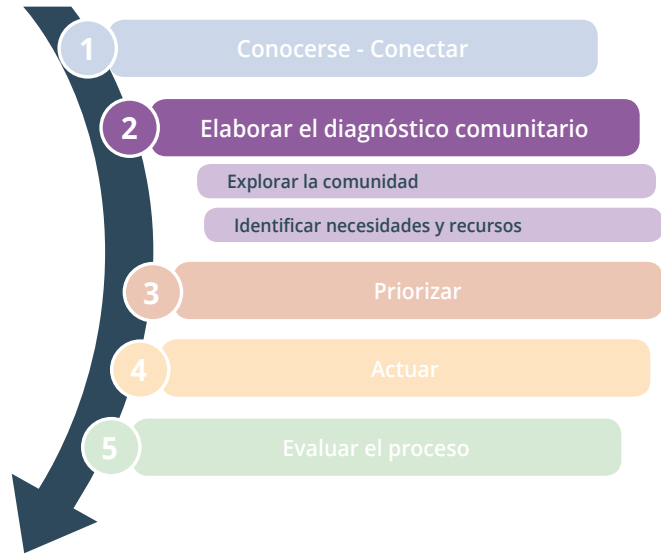 1 Conocerse - Conectar
2 Elaborar el diagnóstico comunitario
Explorar la comunidad
Identificar necesidades y recursos
3 Priorizar
4 Actuar
5 Evaluar el proceso